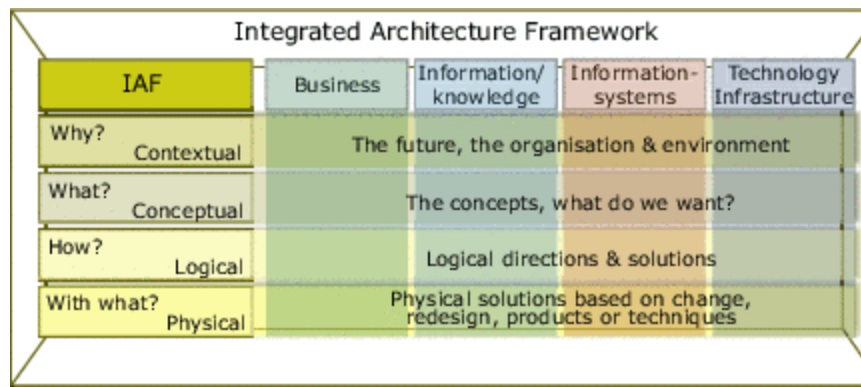 Integrated Architecture Framework
IAF
Business
Information/
knowledge
Information-
systems
Technology
Infrastructure
Why?
Contextual
The future, the organisation & environment
What?
Conceptual
The concepts, what do we want?
How?
Logical
Logical directions & solutions
With what?
Physical
Physical solutions based on change,
redesign, products or techniques